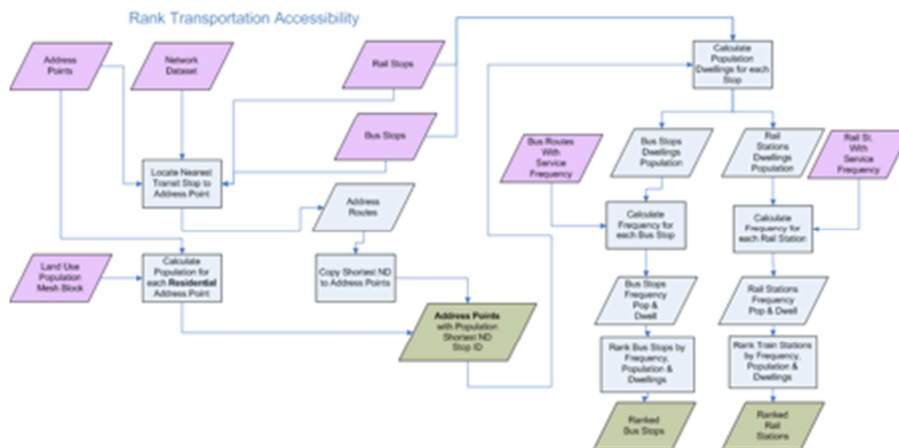 Rank Transportation Accessibility
Address
Points
Network
Dataset
Rail Stops
Bus Stops
Locate Nearest
Transit Stop to
Address Point
Address
Routes
Land Use
Population
Mesh Block
Calculate
Population for
each Residential
Address Point
Copy Shortest ND
to Address Points
Address Points
with Population
Shortest ND
Stop ID
Calculate
Population
Dwellings for each
Stop
Bus Routes
With
Service
Frequency
Bus Stops
Dwellings
Population
Rail
Stations
Dwellings
Population
Rail St.
With
Service
Frequency
Calculate
Frequency for
each Bus Stop
Calculate
Frequency for
each Rail Station
Bus Stops
Frequency
Pop &
Dwell
Rail Stations
Frequency
Pop & Dwell
Rank Bus Stops by
Frequency,
Population &
Dwellings
Rank Train Stations
by Frequency,
Population &
Dwellings
Ranked
Bus Stops
Ranked
Rail
Stations